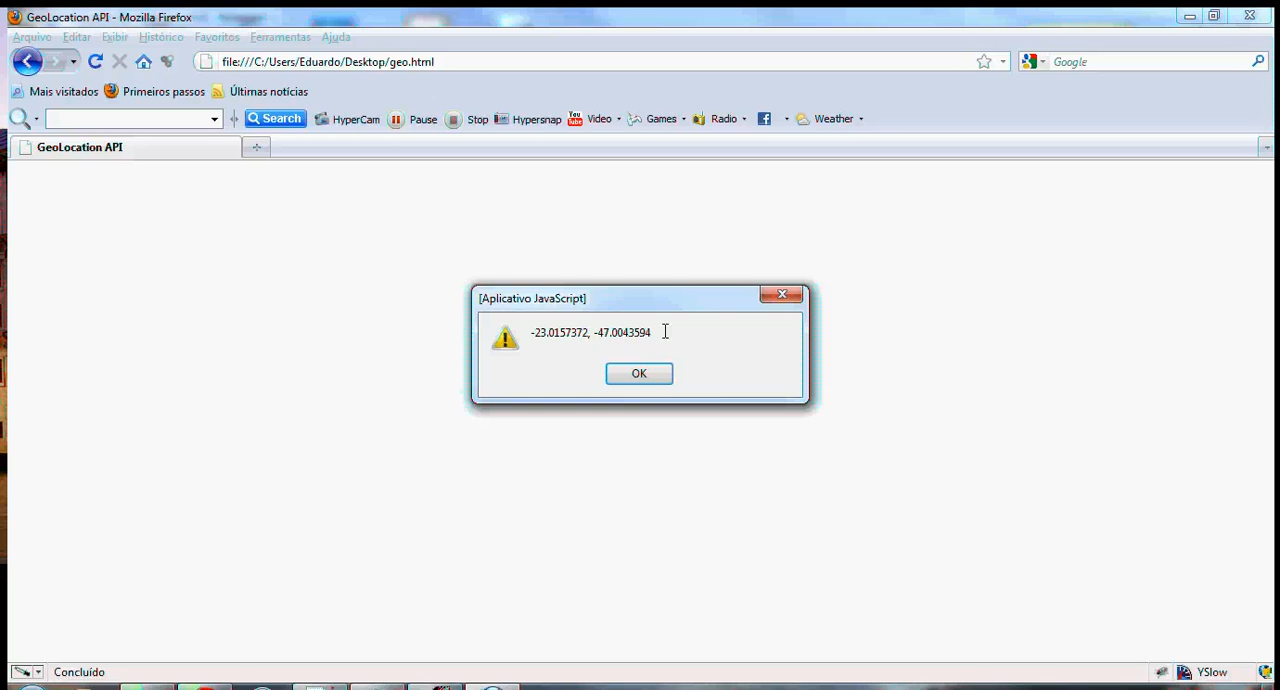 GeoLocation API - Mozilla Firefox
Arquivo Editar Exibir Histórico Favoritos Ferramentas Ajuda
file:///C:/Users/Eduardo/Desktop/geo.html
Google
Mais visitados Primeiros passos Últimas notícias
Search HyperCam Pause Stop Hypersnap You Tube Video Games Radio Weather
GeoLocation API
[Aplicativo JavaScript]
-23.0157372, -47.0043594
OK
Concluído YSlow